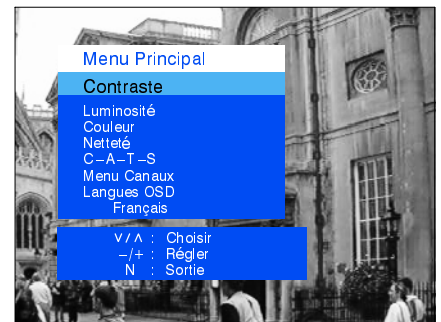 Menu Principal
Contraste
Luminosité
Couleur
Netteté
C–A–T–S
Menu Canaux
Langues OSD
Français
∨/∧ : Choisir
–/+ : Régler
N : Sortie